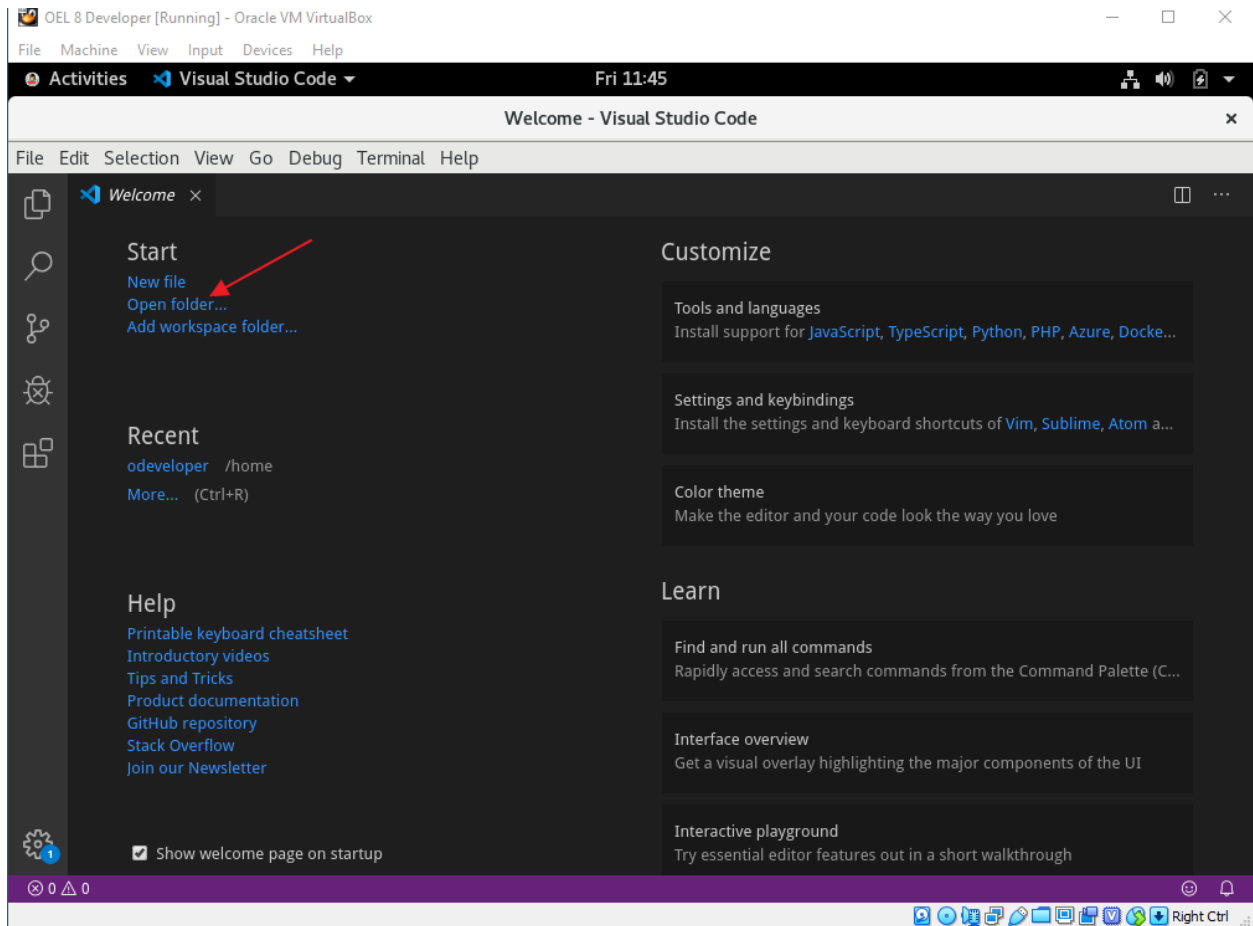 OEL 8 Developer [Running] - Oracle VM VirtualBox
File Machine View Input Devices Help
Activities Visual Studio Code Fri 11:45
Welcome - Visual Studio Code
File Edit Selection View Go Debug Terminal Help
Welcome
Start
New file
Open folder...
Add workspace folder...
Recent
odeveloper /home
More... (Ctrl+R)
Help
Printable keyboard cheatsheet
Introductory videos
Tips and Tricks
Product documentation
GitHub repository
Stack Overflow
Join our Newsletter
Show welcome page on startup
Customize
Tools and languages
Install support for JavaScript, TypeScript, Python, PHP, Azure, Docke...
Settings and keybindings
Install the settings and keyboard shortcuts of Vim, Sublime, Atom a...
Color theme
Make the editor and your code look the way you love
Learn
Find and run all commands
Rapidly access and search commands from the Command Palette (C...
Interface overview
Get a visual overlay highlighting the major components of the UI
Interactive playground
Try essential editor features out in a short walkthrough
1
0 0
Right Ctrl